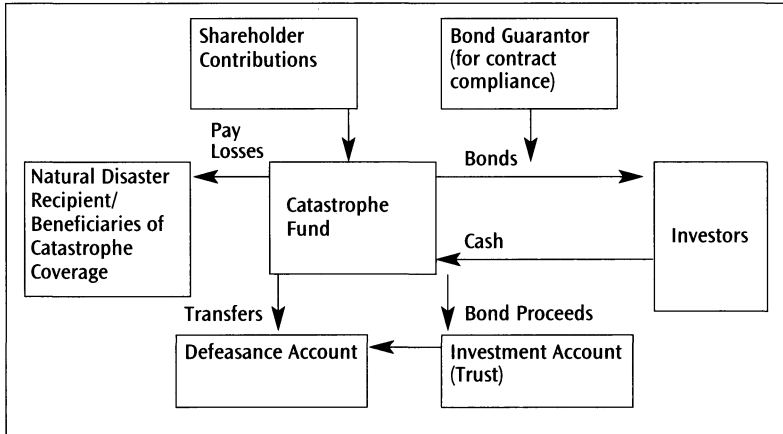 Shareholder
Contributions
Bond Guarantor
(for contract
compliance)
Pay
Losses
Bonds
Natural Disaster
Recipient/
Beneficiaries of
Catastrophe
Coverage
Catastrophe
Fund
Investors
Cash
Transfers
Bond Proceeds
Defeasance Account
Investment Account
(Trust)